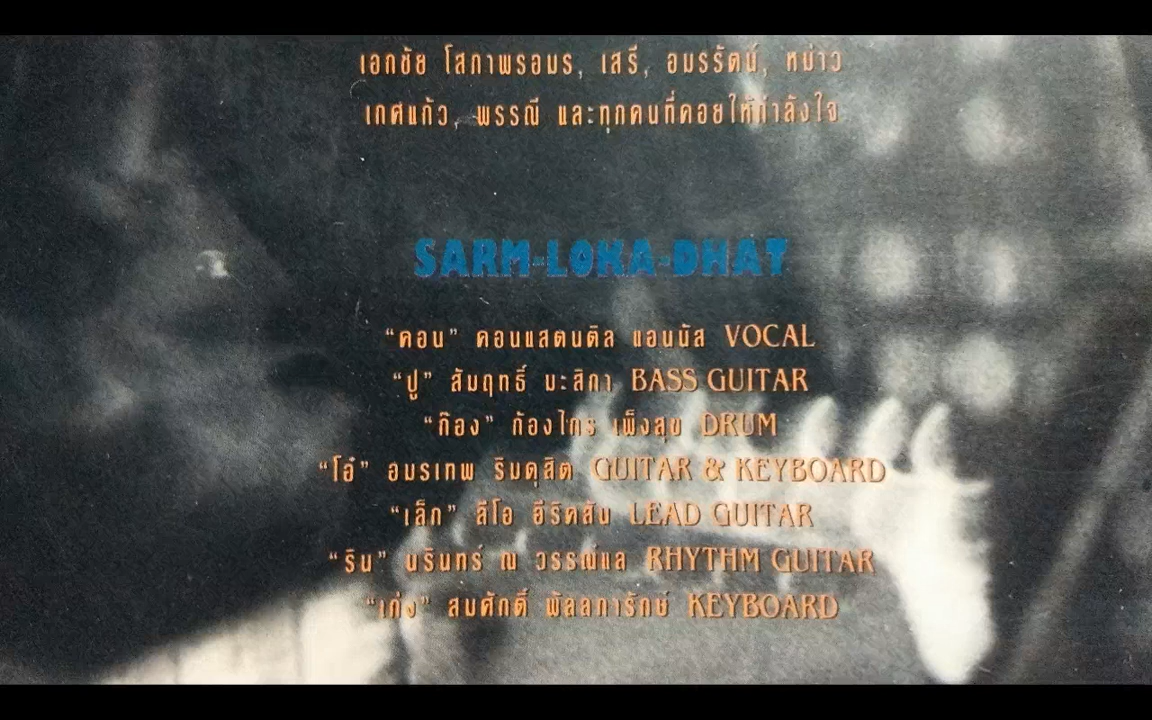 เอกชัย โสภาพรอมร, เสรี, อมรรัตน์, หม่าว
เกศแก้ว, พรรณี และทุกคนที่คอยให้กำลังใจ
SARM-LOKA-DHAT
“คอน” คอนแสตนติล แอนนัส VOCAL
“ปู” สัมฤทธิ์ มะสิกา BASS GUITAR
“ก๊อง” ก้องไกร เพ็งสุข DRUM
“โอ๋” อมรเทพ ริมดุสิต GUITAR & KEYBOARD
“เล็ก” ลีโอ อีริคสัน LEAD GUITAR
“ริน” นรินทร์ ณ วรรณแล RHYTHM GUITAR
“เก่ง” สมศักดิ์ พัลลภารักษ์ KEYBOARD